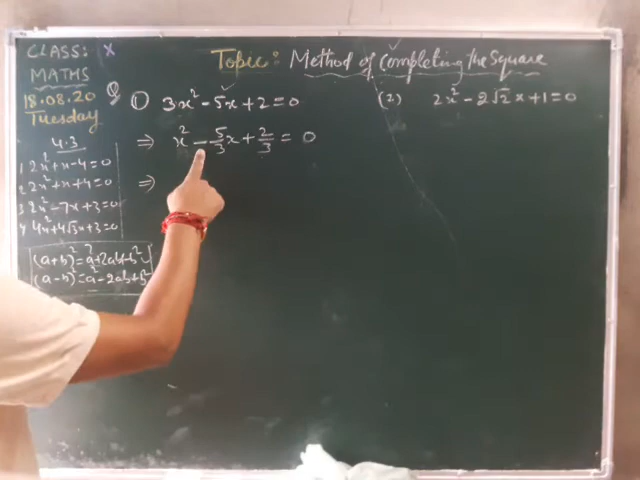 CLASS: X
MATHS
18.08.20
Tuesday
Topic: Method of Completing the Square
Q (1) 3x² - 5x + 2 = 0
⇒ x² - 5/3 x + 2/3 = 0
⇒
(2) 2x² - 2√2 x + 1 = 0
4.3
1 2x² + x - 4 = 0
2 2x² + x + 4 = 0
3 2x² - 7x + 3 = 0
4 4x² + 4√3x + 3 = 0
(a+b)² = a² + 2ab + b²
(a-b)² = a² - 2ab + b²